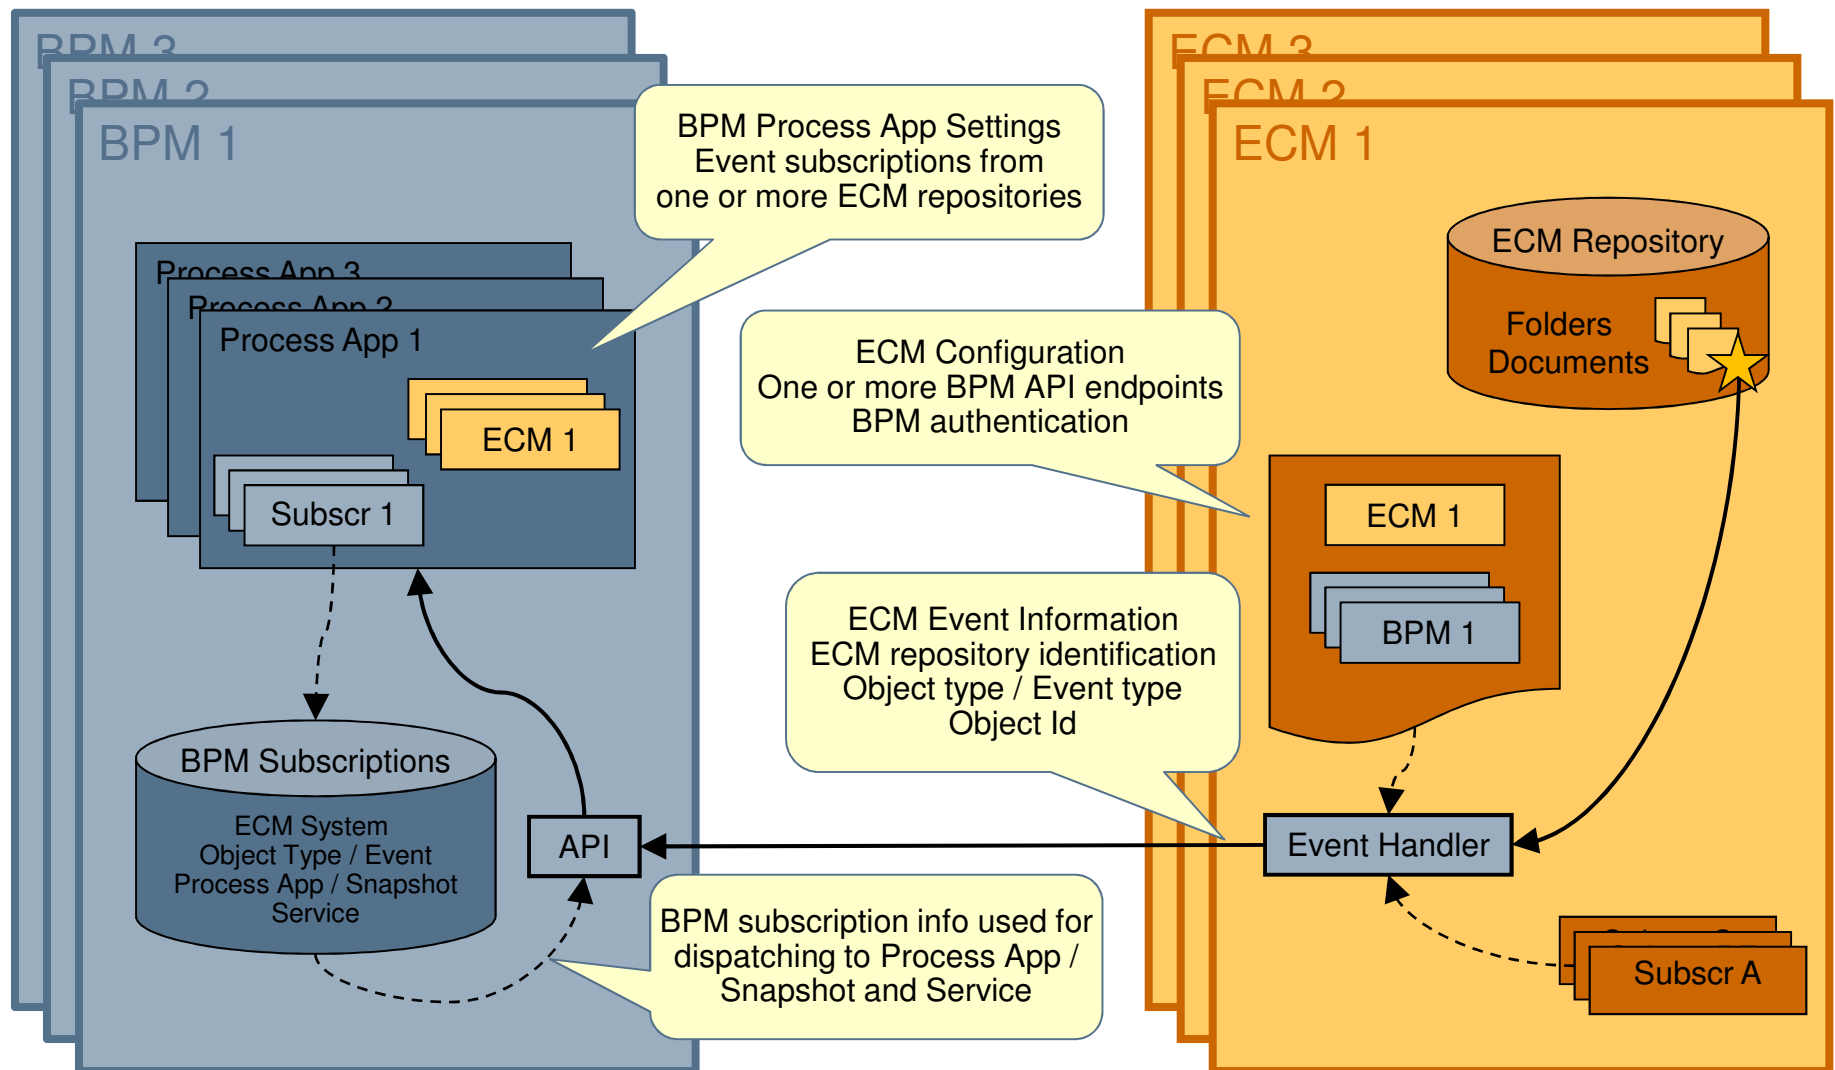 BPM 3
BPM 2
BPM 1
BPM Process App Settings
Event subscriptions from
one or more ECM repositories
Process App 3
Process App 2
Process App 1
ECM 1
Subscr 1
BPM Subscriptions
ECM System
Object Type / Event
Process App / Snapshot
Service
API
BPM subscription info used for
dispatching to Process App /
Snapshot and Service
ECM Configuration
One or more BPM API endpoints
BPM authentication
ECM Event Information
ECM repository identification
Object type / Event type
Object Id
ECM 3
ECM 2
ECM 1
ECM Repository
Folders
Documents
ECM 1
BPM 1
Event Handler
Subscr A